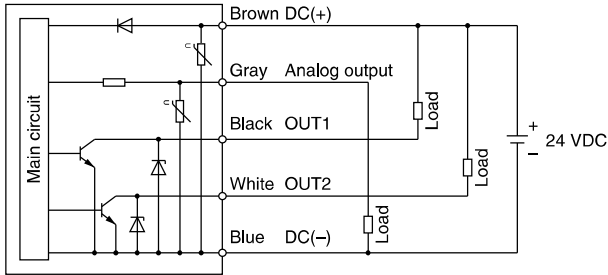 Brown DC(+)
Gray Analog output
Black OUT1
White OUT2
Blue DC(−)
Main circuit
Load
Load
Load
+
−
24 VDC